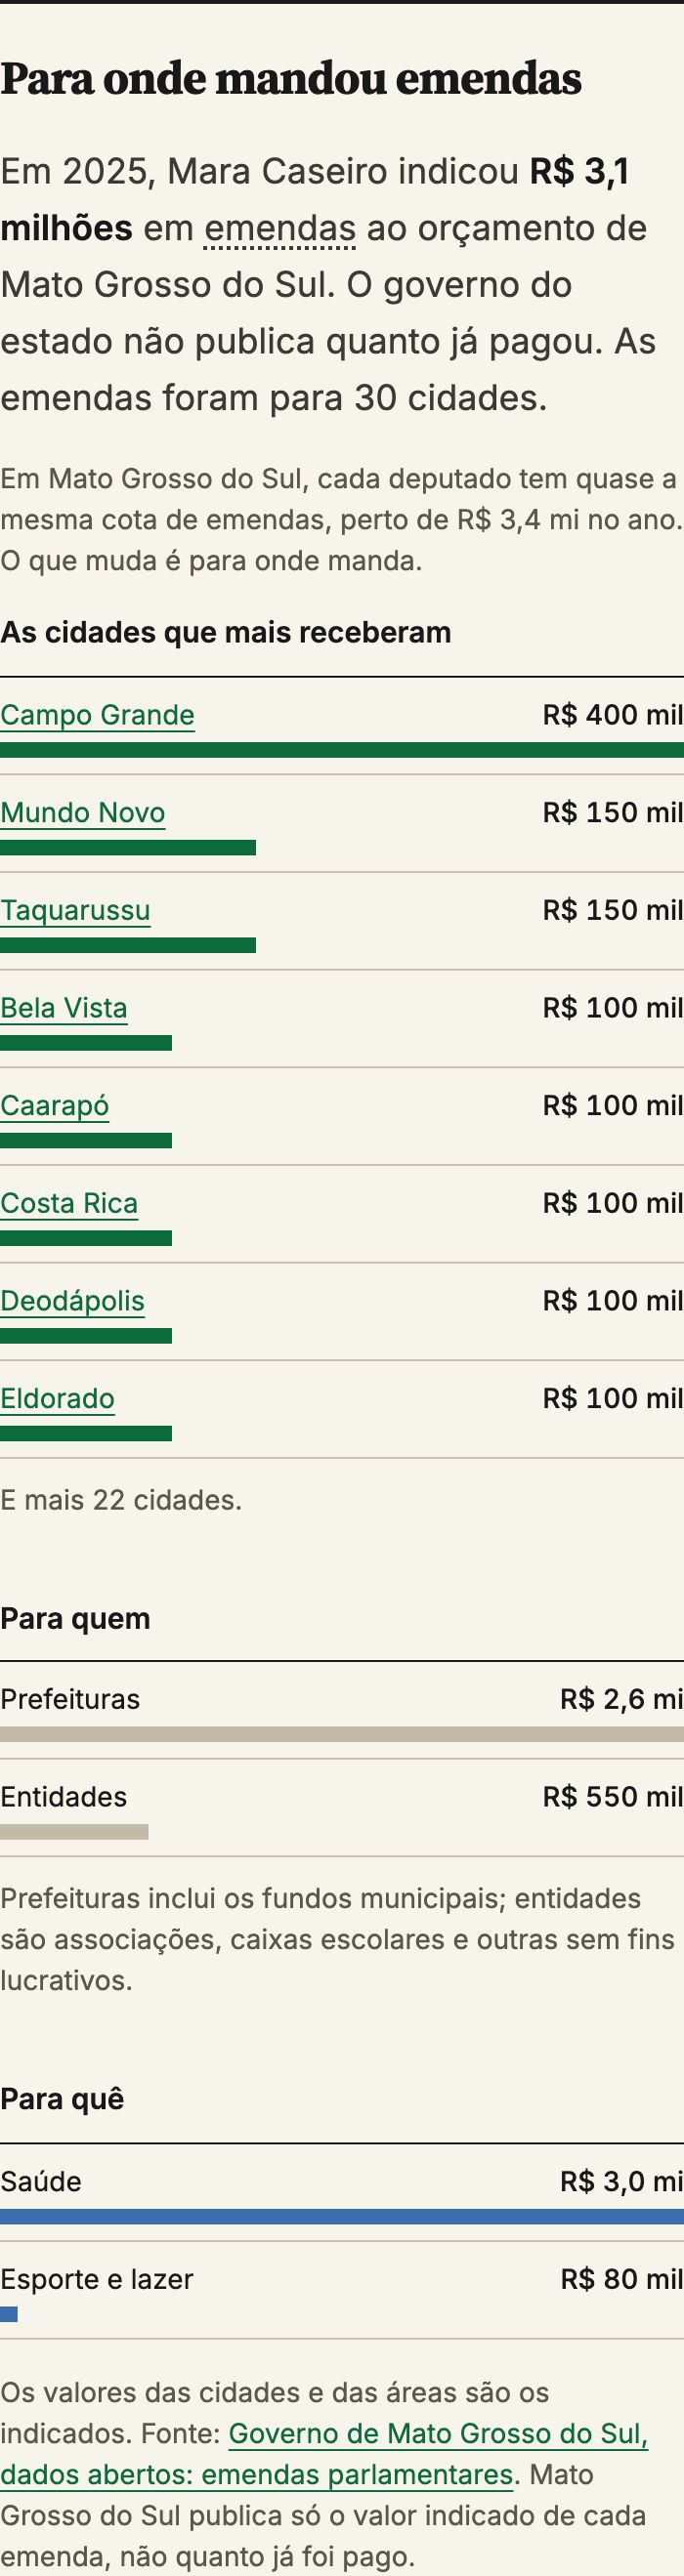 Para onde mandou emendas
Em 2025, Mara Caseiro indicou R$ 3,1
milhões em emendas ao orçamento de
Mato Grosso do Sul. O governo do
estado não publica quanto já pagou. As
emendas foram para 30 cidades.
Em Mato Grosso do Sul, cada deputado tem quase a
mesma cota de emendas, perto de R$ 3,4 mi no ano.
O que muda é para onde manda.
As cidades que mais receberam
Campo Grande R$ 400 mil
Mundo Novo R$ 150 mil
Taquarussu R$ 150 mil
Bela Vista R$ 100 mil
Caarapó R$ 100 mil
Costa Rica R$ 100 mil
Deodápolis R$ 100 mil
Eldorado R$ 100 mil
E mais 22 cidades.
Para quem
Prefeituras R$ 2,6 mi
Entidades R$ 550 mil
Prefeituras inclui os fundos municipais; entidades
são associações, caixas escolares e outras sem fins
lucrativos.
Para quê
Saúde R$ 3,0 mi
Esporte e lazer R$ 80 mil
Os valores das cidades e das áreas são os
indicados. Fonte: Governo de Mato Grosso do Sul,
dados abertos: emendas parlamentares. Mato
Grosso do Sul publica só o valor indicado de cada
emenda, não quanto já foi pago.